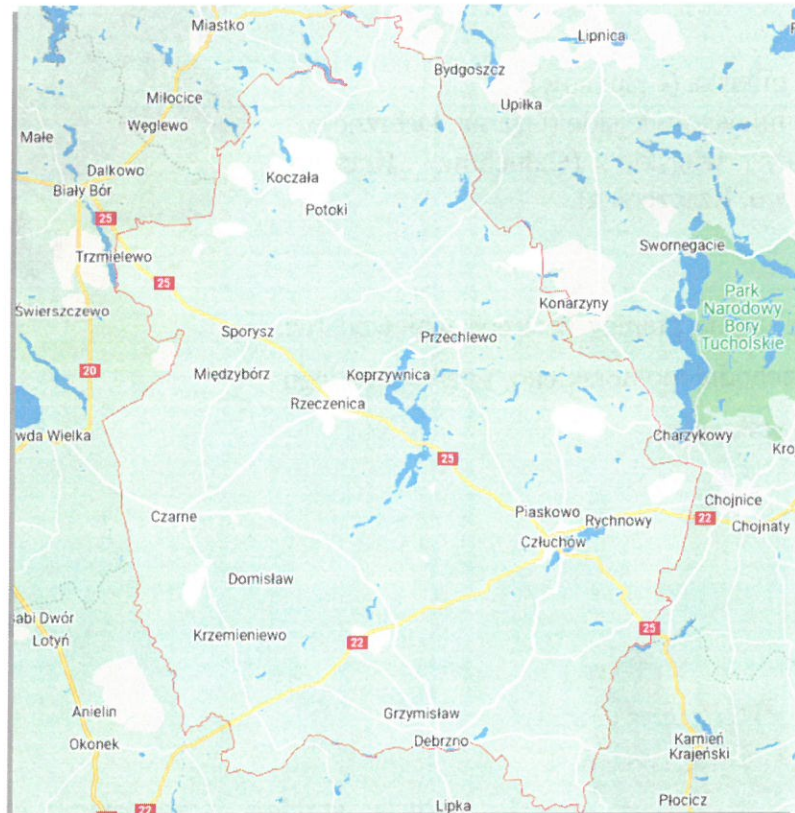 Miastko
Lipnica
Bydgoszcz
Miłocice
Upiłka
Węglewo
Małe
Dalkowo
Koczała
Biały Bór
Potoki
25
Swornegacie
Trzmielewo
25
Park
Narodowy
Bory
Tucholskie
Konarzyny
Świerszczewo
Sporysz
Przechlewo
20
Międzybórz
Koprzywnica
Rzeczenica
wda Wielka
Charzykowy
Kro
25
Chojnice
Czarne
Piaskowo
Rychnowy
22
Chojnaty
Człuchów
Domisław
abi Dwór
Lotyń
Krzemieniewo
25
22
Anielin
Grzymisław
Okonek
Debrzno
Kamień
Krajeński
22
Lipka
Płocicz